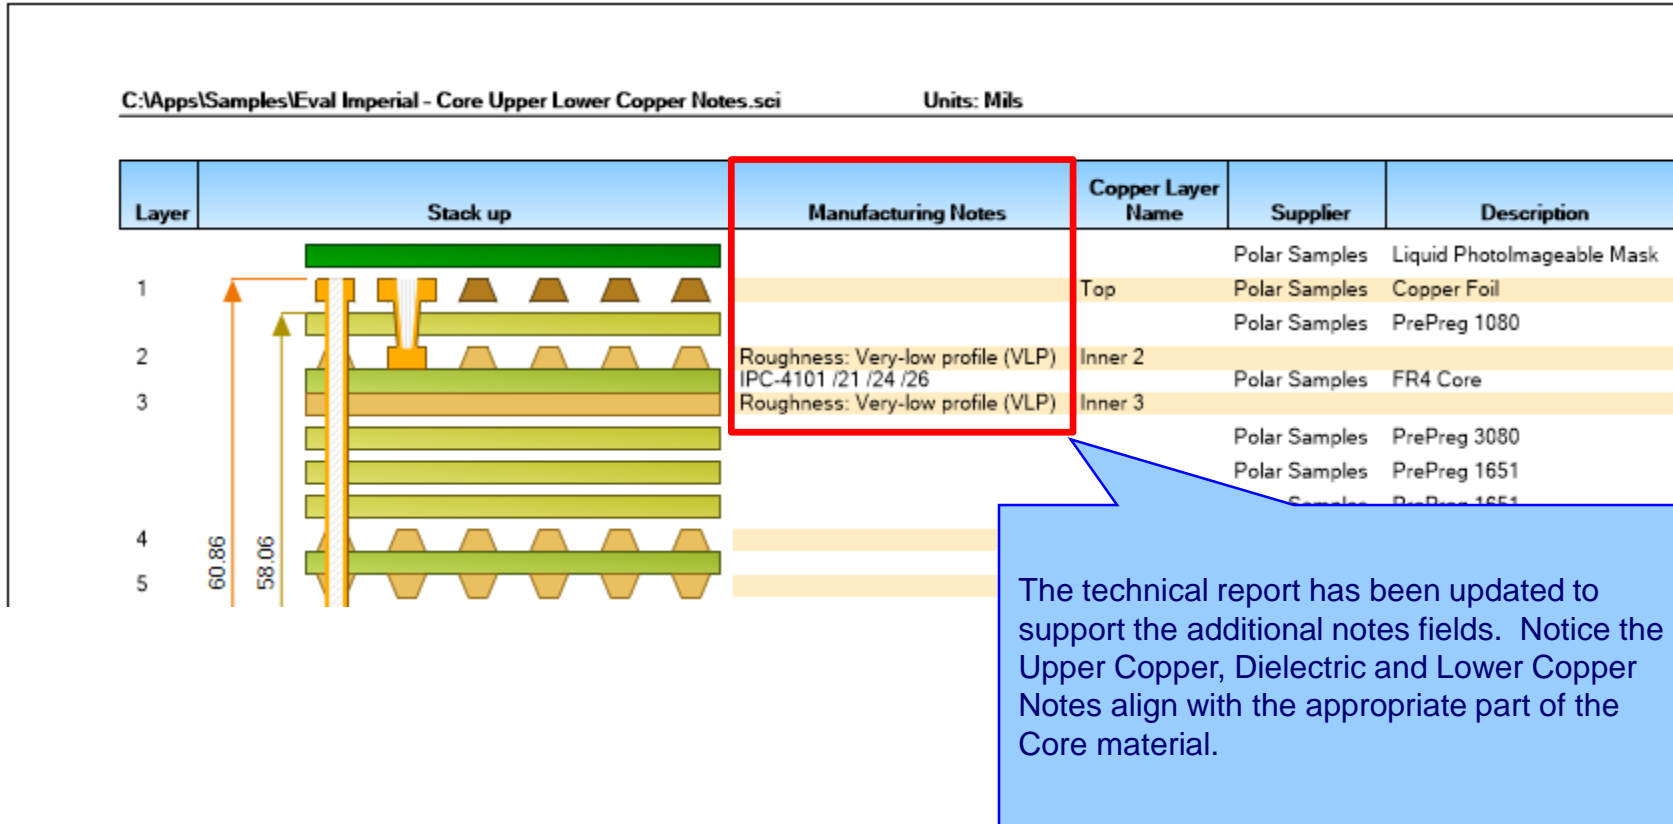 C:\Apps\Samples\Eval Imperial - Core Upper Lower Copper Notes.sci Units: Mils
Layer Stack up Manufacturing Notes Copper Layer Name Supplier Description
Polar Samples Liquid PhotoImageable Mask
1 Top Polar Samples Copper Foil
Polar Samples PrePreg 1080
2 Roughness: Very-low profile (VLP) Inner 2
IPC-4101 /21 /24 /26 Polar Samples FR4 Core
3 Roughness: Very-low profile (VLP) Inner 3
Polar Samples PrePreg 3080
Polar Samples PrePreg 1651
Samples PrePreg 1651
4
5
60.86
58.06
The technical report has been updated to
support the additional notes fields.  Notice the
Upper Copper, Dielectric and Lower Copper
Notes align with the appropriate part of the
Core material.